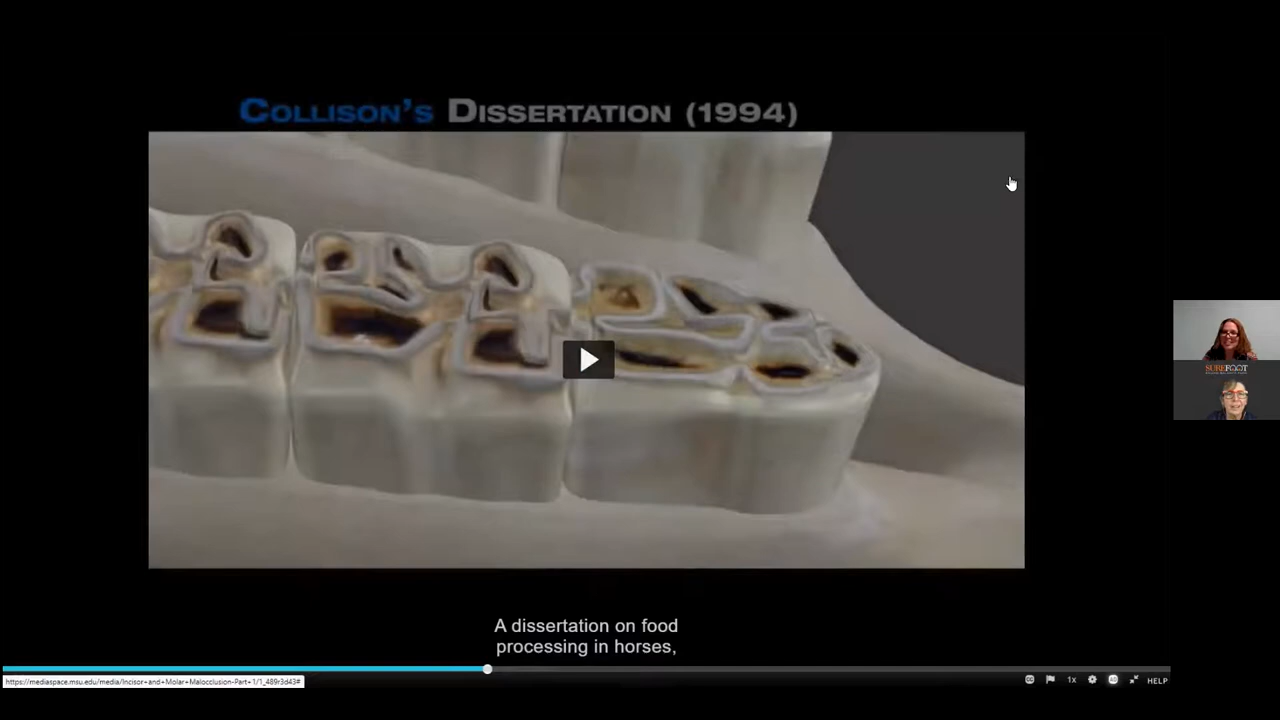 COLLISON'S DISSERTATION (1994)
SUREFOOT
A dissertation on food
processing in horses,
https://mediaspace.msu.edu/media/Incisor+and+Molar+Malocclusion-Part+1/1_489r3d43#
1x
HELP